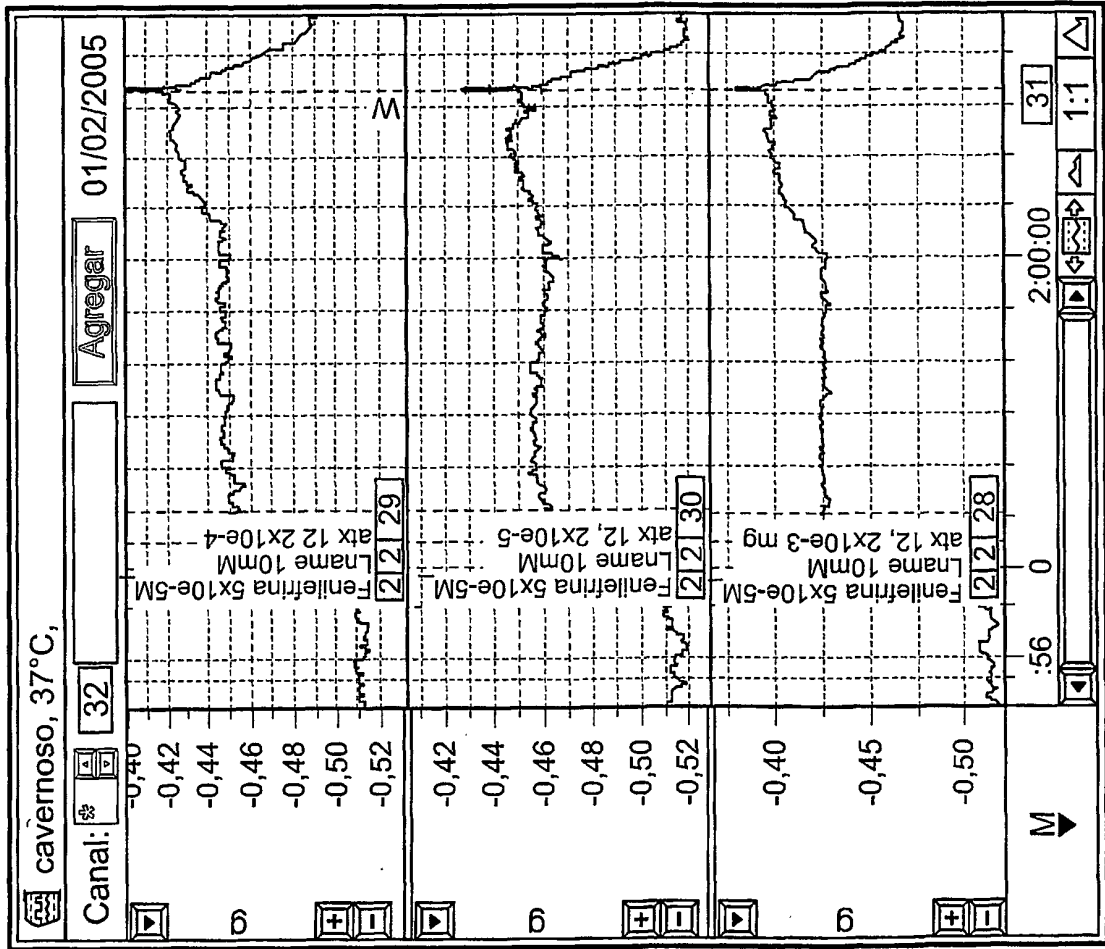 cavernoso, 37°C,
Canal: * 32 Agregar 01/02/2005
-0,40
-0,42
-0,44
-0,46
-0,48
-0,50
-0,52
g
+
-
Fenilefrina 5x10e-5M
Lname 10mM
atx 12 2x10e-4
2 2 29
W
-0,42
-0,44
-0,46
-0,48
-0,50
-0,52
g
+
-
Fenilefrina 5x10e-5M
Lname 10mM
atx 12, 2x10e-5
2 2 30
-0,40
-0,45
-0,50
g
+
-
Fenilefrina 5x10e-5M
Lname 10mM
atx 12, 2x10e-3 mg
2 2 28
M
:56 0 2:00:00 31
1:1